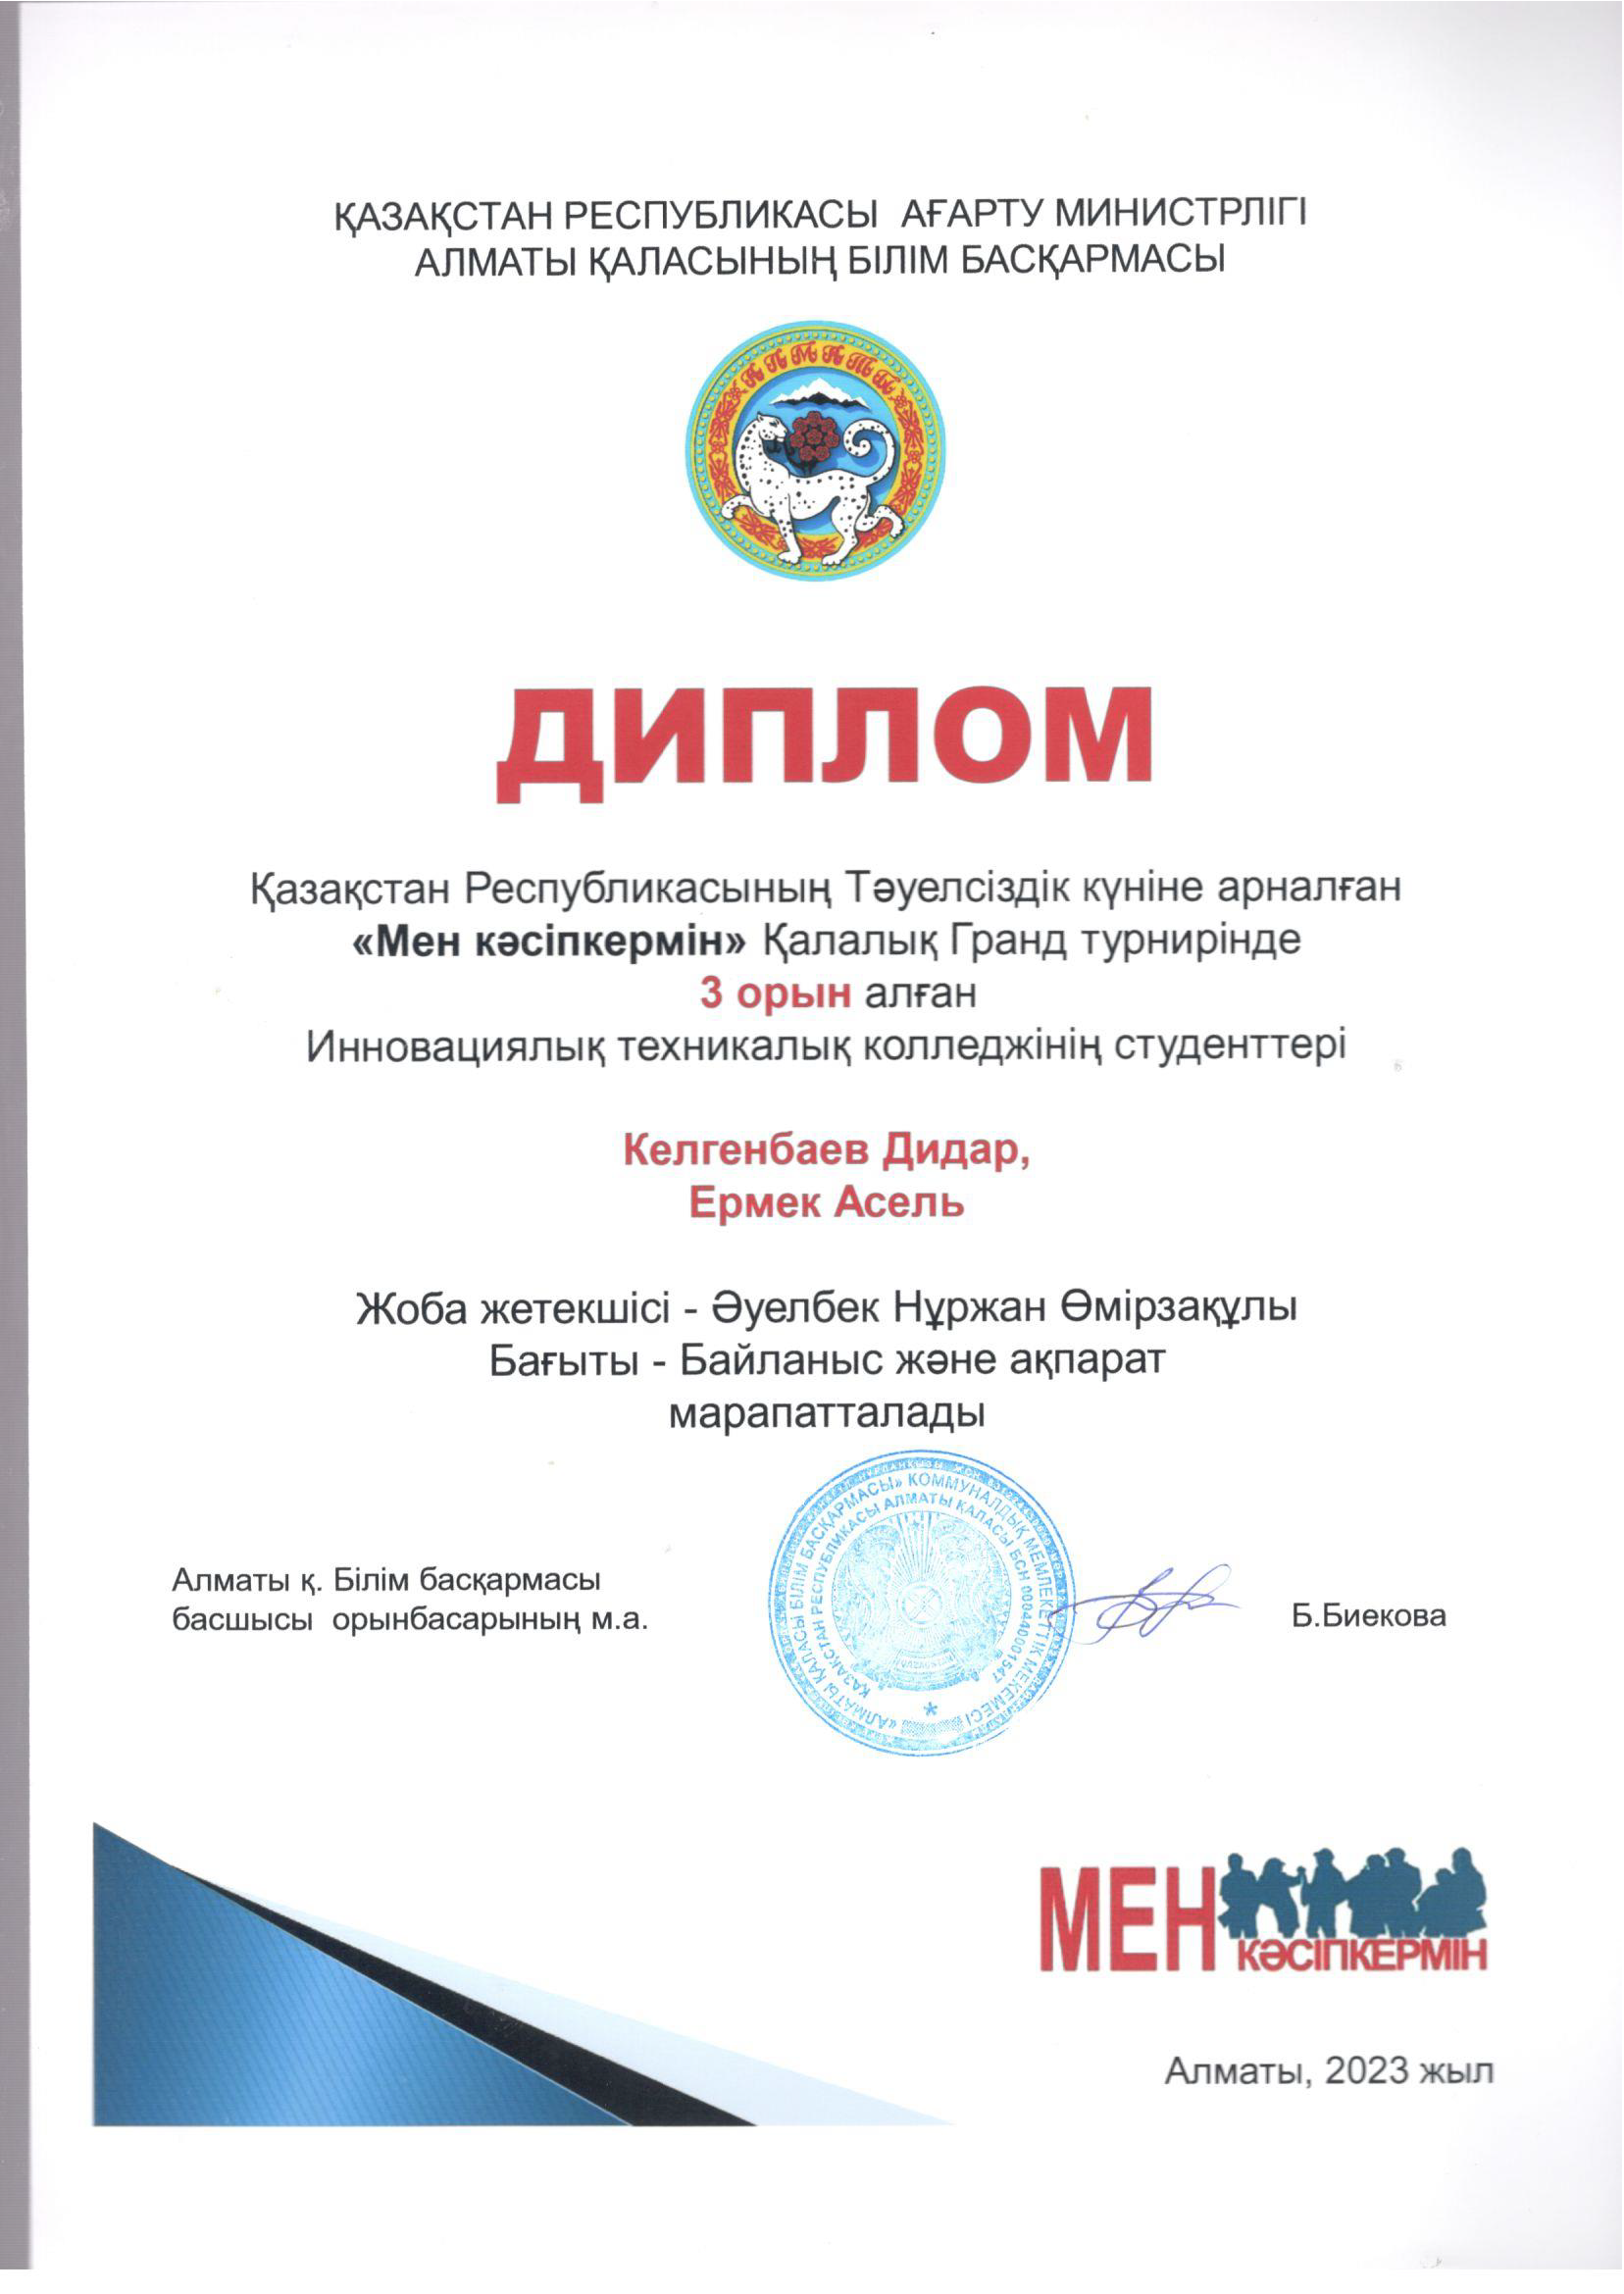 ҚАЗАҚСТАН РЕСПУБЛИКАСЫ АҒАРТУ МИНИСТРЛІГІ
АЛМАТЫ ҚАЛАСЫНЫҢ БІЛІМ БАСҚАРМАСЫ
АЛМАТЫ
ДИПЛОМ
Қазақстан Республикасының Тәуелсіздік күніне арналған
«Мен кәсіпкермін» Қалалық Гранд турнирінде
3 орын алған
Инновациялық техникалық колледжінің студенттері
Келгенбаев Дидар,
Ермек Асель
Жоба жетекшісі - Әуелбек Нұржан Өмірзақұлы
Бағыты - Байланыс және ақпарат
марапатталады
«АЛМАТЫ ҚАЛАСЫ БІЛІМ БАСҚАРМАСЫ» КОММУНАЛДЫҚ МЕМЛЕКЕТТІК МЕКЕМЕСІ
ҚАЗАҚСТАН РЕСПУБЛИКАСЫ АЛМАТЫ ҚАЛАСЫ БСН 000440001547
Алматы қ. Білім басқармасы
басшысы орынбасарының м.а.
Б.Биекова
МЕН
КӘСІПКЕРМІН
Алматы, 2023 жыл